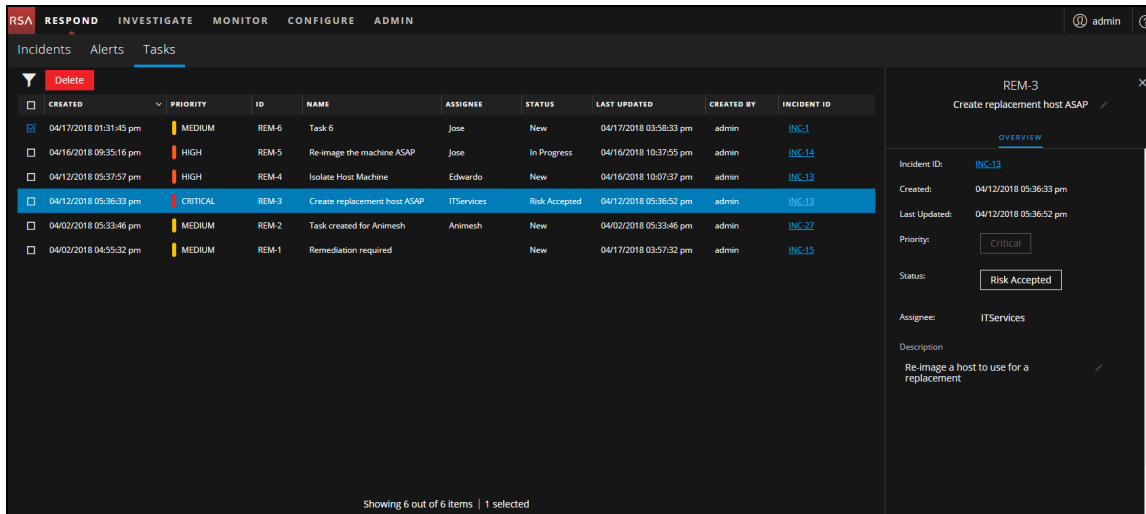 RSA RESPOND INVESTIGATE MONITOR CONFIGURE ADMIN admin
Incidents Alerts Tasks
Delete
CREATED PRIORITY ID NAME ASSIGNEE STATUS LAST UPDATED CREATED BY INCIDENT ID
04/17/2018 01:31:45 pm MEDIUM REM-6 Task 6 Jose New 04/17/2018 03:58:33 pm admin INC-1
04/16/2018 09:35:16 pm HIGH REM-5 Re-image the machine ASAP Jose In Progress 04/16/2018 10:37:55 pm admin INC-14
04/12/2018 05:37:57 pm HIGH REM-4 Isolate Host Machine Edwardo New 04/16/2018 10:07:37 pm admin INC-13
04/12/2018 05:36:33 pm CRITICAL REM-3 Create replacement host ASAP ITServices Risk Accepted 04/12/2018 05:36:52 pm admin INC-13
04/02/2018 05:33:46 pm MEDIUM REM-2 Task created for Animesh Animesh New 04/02/2018 05:33:46 pm admin INC-27
04/02/2018 04:55:32 pm MEDIUM REM-1 Remediation required New 04/17/2018 03:57:32 pm admin INC-15
Showing 6 out of 6 items | 1 selected
REM-3
Create replacement host ASAP
OVERVIEW
Incident ID: INC-13
Created: 04/12/2018 05:36:33 pm
Last Updated: 04/12/2018 05:36:52 pm
Priority: Critical
Status: Risk Accepted
Assignee: ITServices
Description
Re-image a host to use for a
replacement